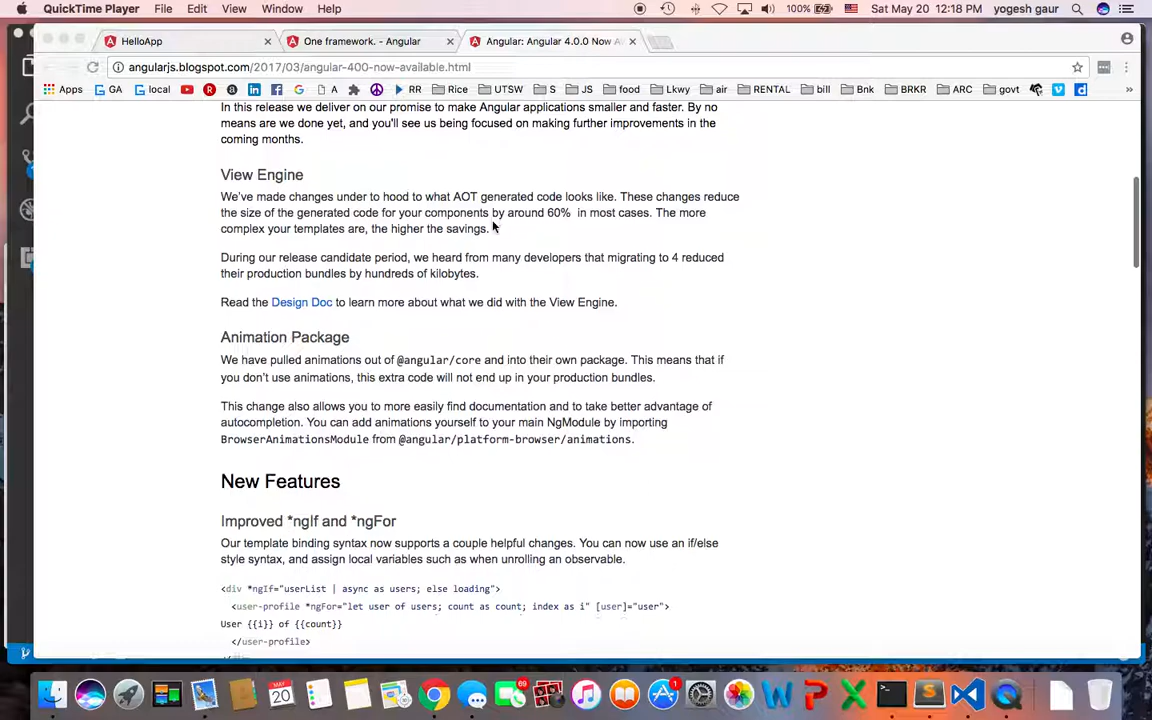 QuickTime Player File Edit View Window Help 100% Sat May 20 12:18 PM yogesh gaur
HelloApp One framework. - Angular Angular: Angular 4.0.0 Now Av
angularjs.blogspot.com/2017/03/angular-400-now-available.html
Apps GA local RR Rice UTSW S JS food Lkwy air RENTAL bill Bnk BRKR ARC govt »
In this release we deliver on our promise to make Angular applications smaller and faster. By no
means are we done yet, and you'll see us being focused on making further improvements in the
coming months.
View Engine
We've made changes under to hood to what AOT generated code looks like. These changes reduce
the size of the generated code for your components by around 60% in most cases. The more
complex your templates are, the higher the savings.
During our release candidate period, we heard from many developers that migrating to 4 reduced
their production bundles by hundreds of kilobytes.
Read the Design Doc to learn more about what we did with the View Engine.
Animation Package
We have pulled animations out of @angular/core and into their own package. This means that if
you don't use animations, this extra code will not end up in your production bundles.
This change also allows you to more easily find documentation and to take better advantage of
autocompletion. You can add animations yourself to your main NgModule by importing
BrowserAnimationsModule from @angular/platform-browser/animations.
New Features
Improved *ngIf and *ngFor
Our template binding syntax now supports a couple helpful changes. You can now use an if/else
style syntax, and assign local variables such as when unrolling an observable.
<div *ngIf="userList | async as users; else loading">
<user-profile *ngFor="let user of users; count as count; index as i" [user]="user">
User {{i}} of {{count}}
</user-profile>